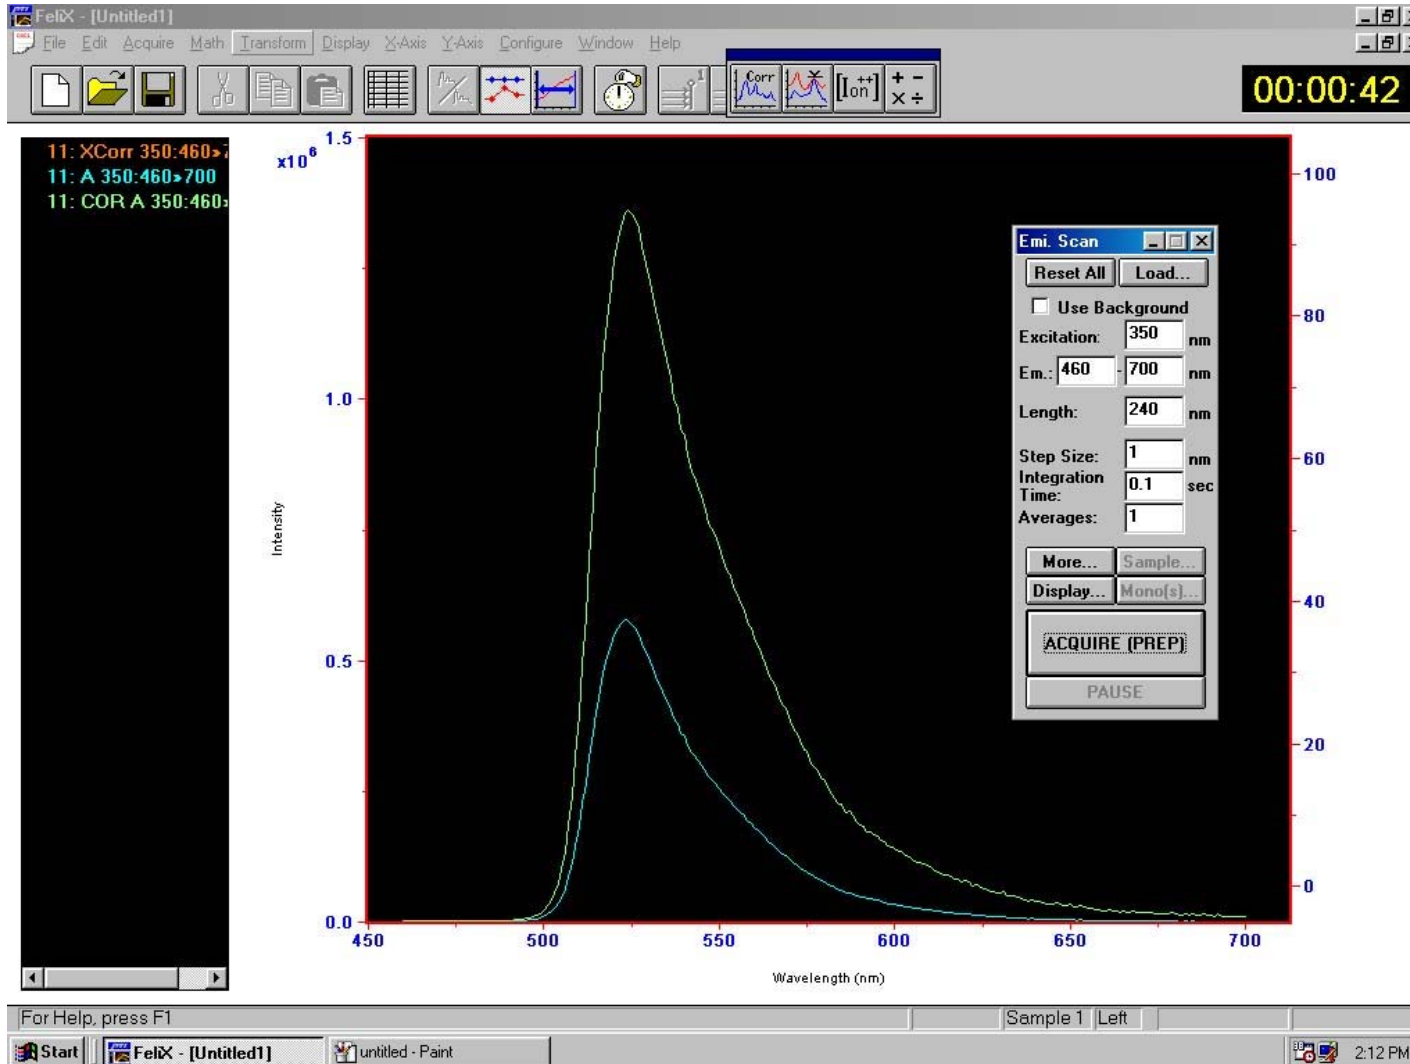 FeliX - [Untitled1]
File Edit Acquire Math Transform Display X-Axis Y-Axis Configure Window Help
Corr [Ion++] + - × ÷
00:00:42
11: XCorr 350:460»7
11: A 350:460»700
11: COR A 350:460»
x10^6
1.5
1.0
0.5
0.0
Intensity
450 500 550 600 650 700
Wavelength (nm)
100
80
60
40
20
0
Emi. Scan
Reset All Load...
Use Background
Excitation: 350 nm
Em.: 460 - 700 nm
Length: 240 nm
Step Size: 1 nm
Integration
Time: 0.1 sec
Averages: 1
More... Sample...
Display... Mono(s)...
ACQUIRE (PREP)
PAUSE
For Help, press F1
Sample 1 Left
Start FeliX - [Untitled1] untitled - Paint 2:12 PM